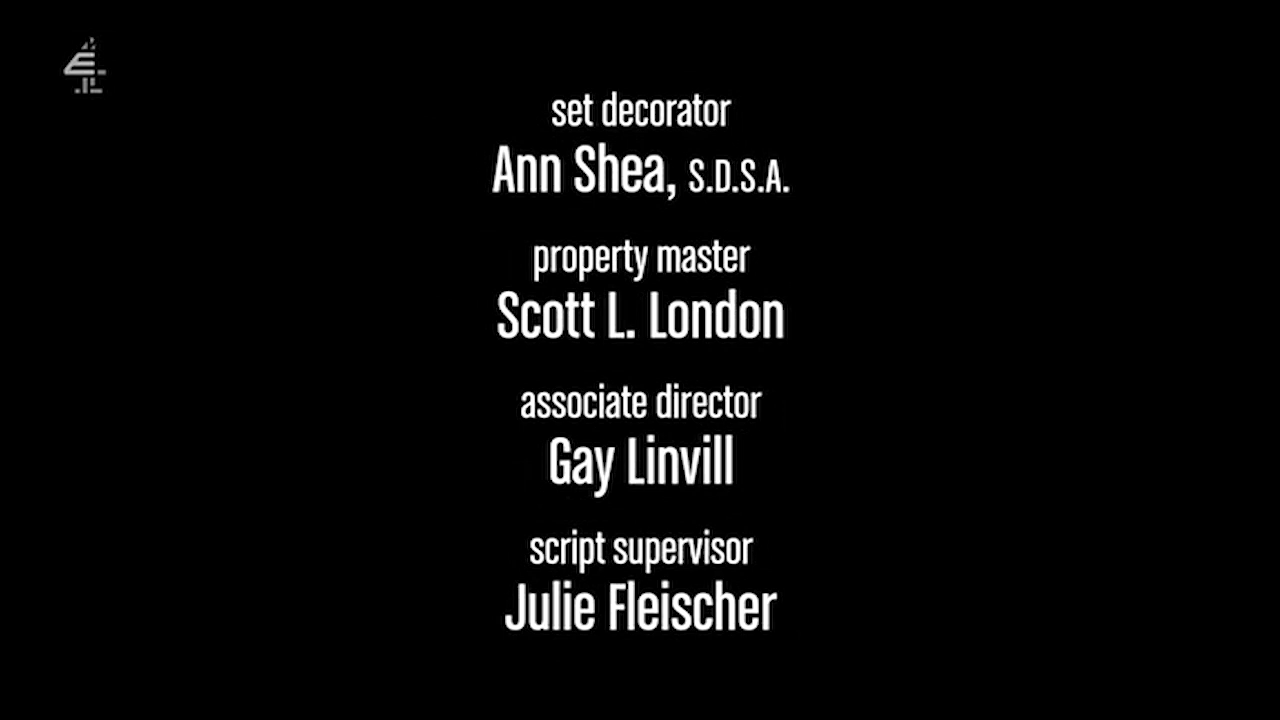 set decorator
Ann Shea, S.D.S.A.
property master
Scott L. London
associate director
Gay Linvill
script supervisor
Julie Fleischer